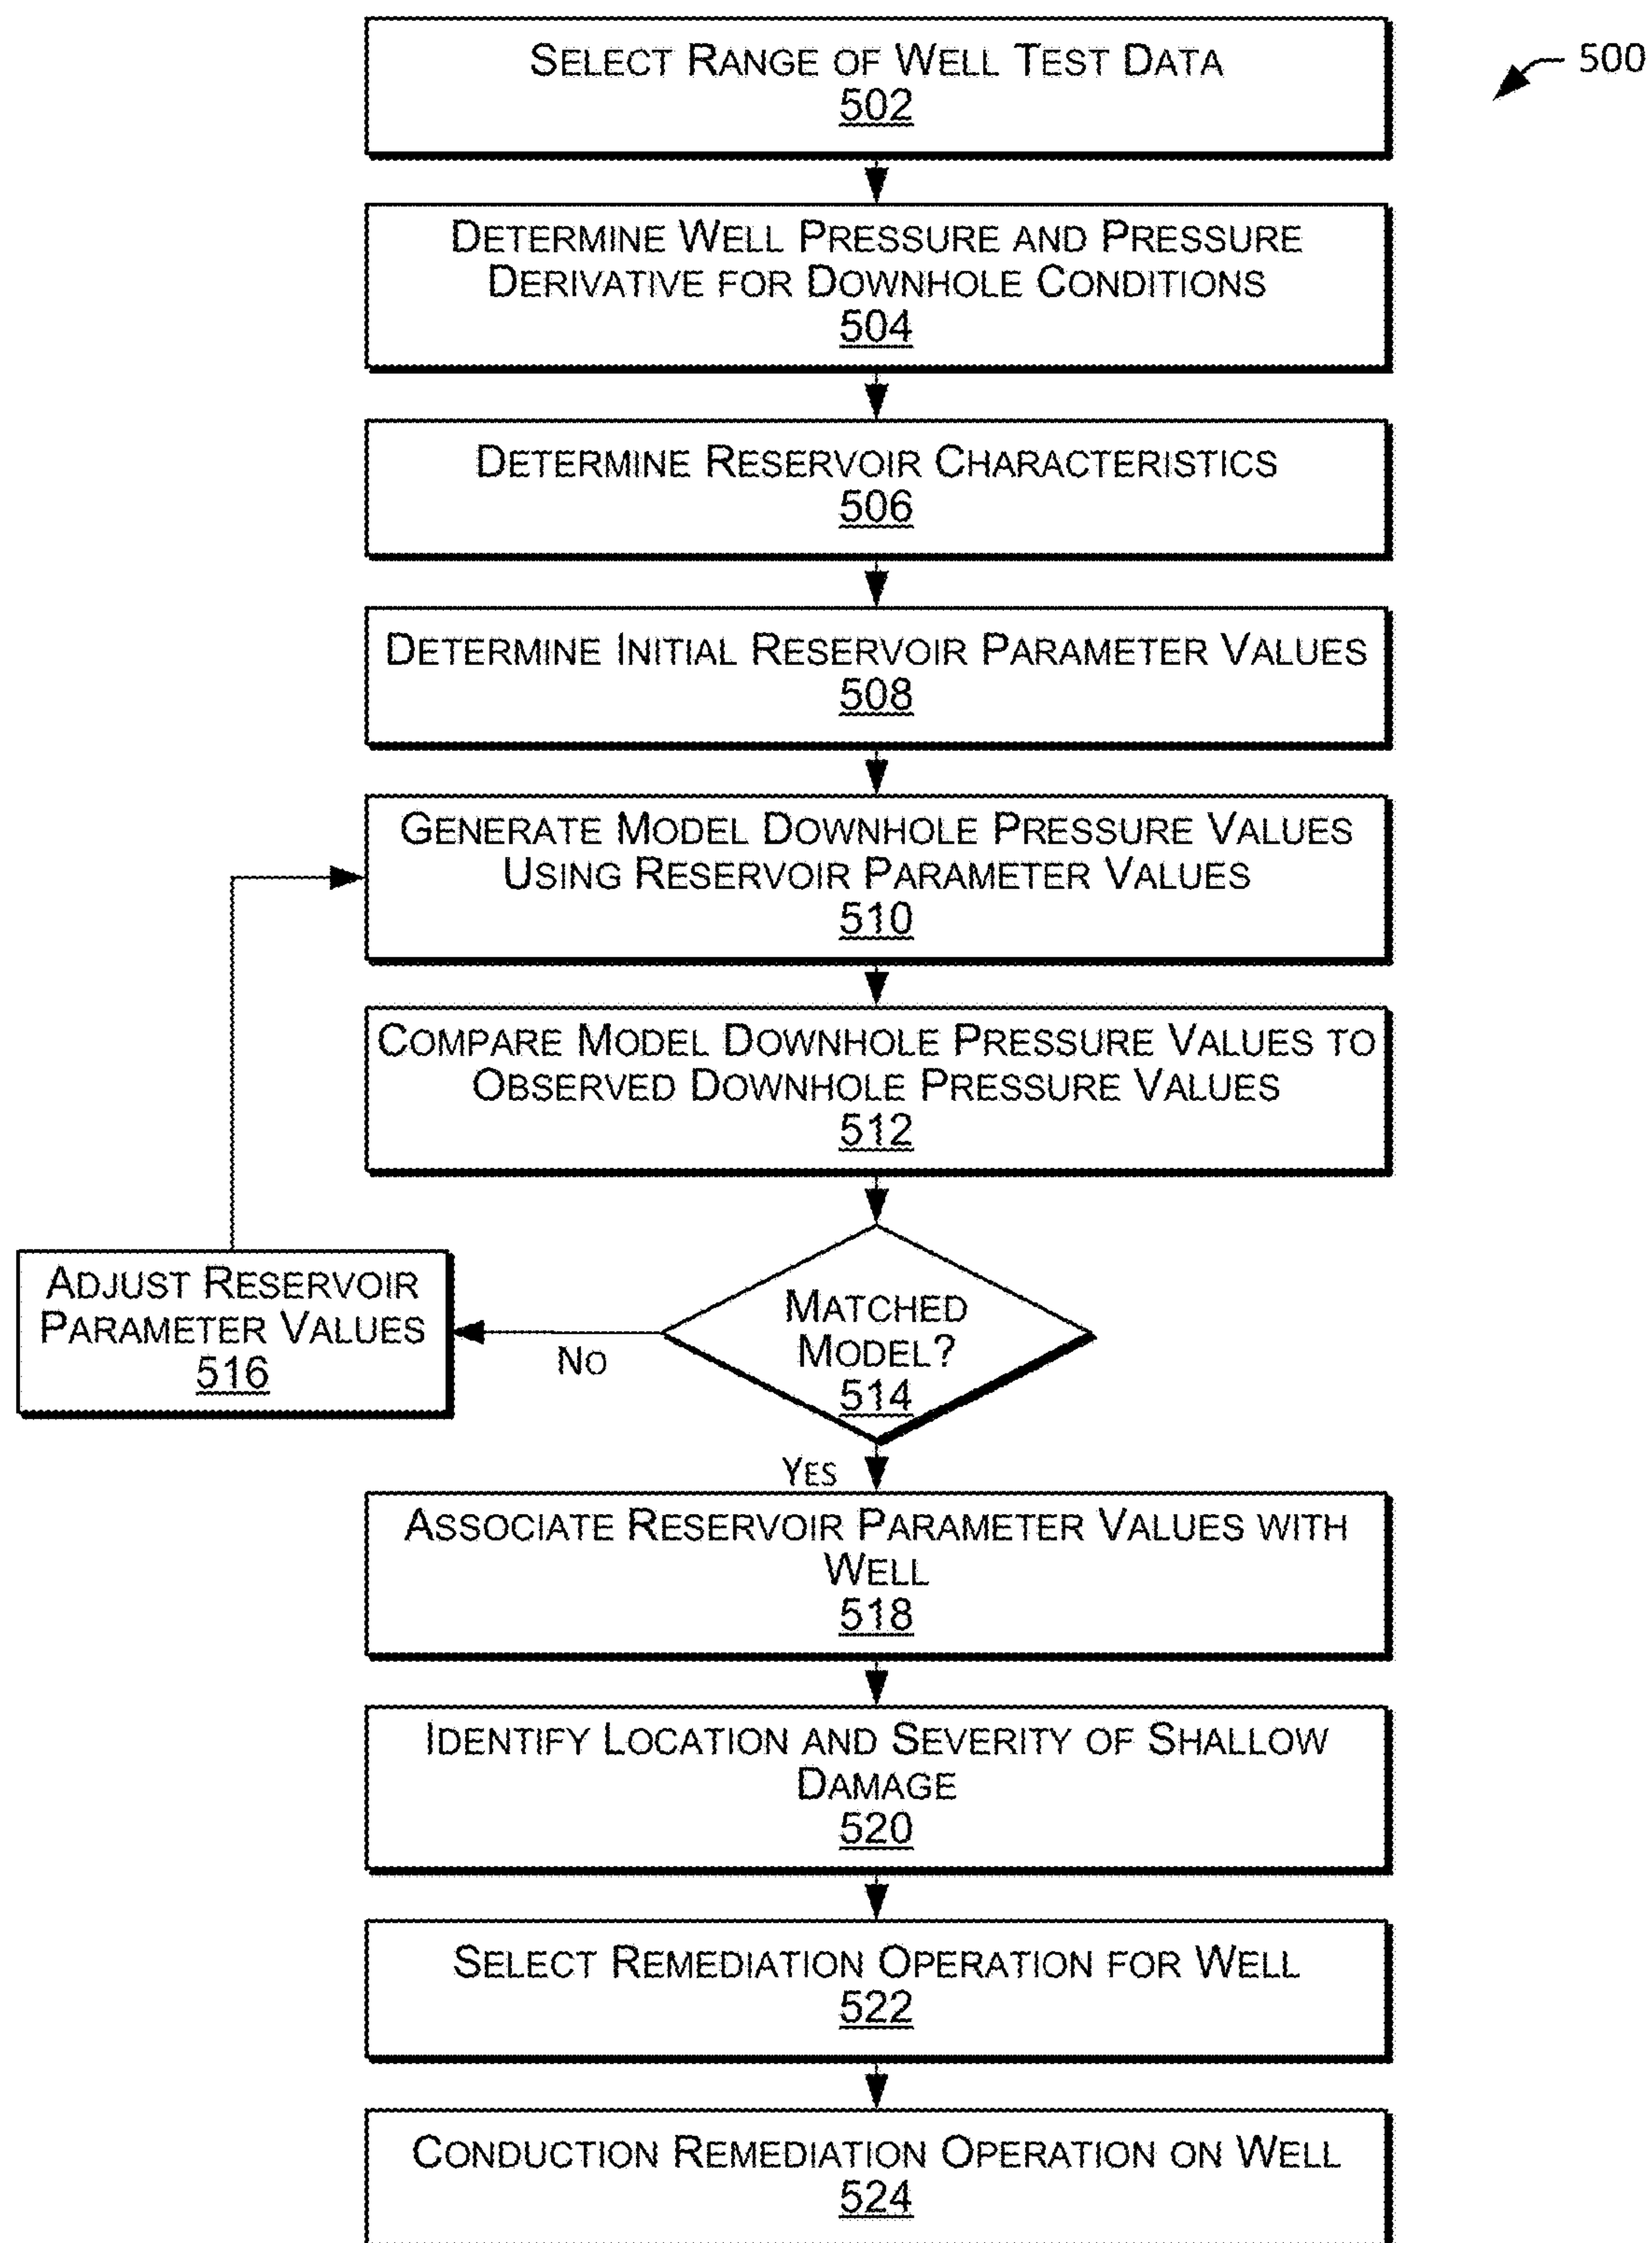 SELECT RANGE OF WELL TEST DATA
502
500
DETERMINE WELL PRESSURE AND PRESSURE
DERIVATIVE FOR DOWNHOLE CONDITIONS
504
DETERMINE RESERVOIR CHARACTERISTICS
506
DETERMINE INITIAL RESERVOIR PARAMETER VALUES
508
GENERATE MODEL DOWNHOLE PRESSURE VALUES
USING RESERVOIR PARAMETER VALUES
510
COMPARE MODEL DOWNHOLE PRESSURE VALUES TO
OBSERVED DOWNHOLE PRESSURE VALUES
512
MATCHED
MODEL?
514
NO
ADJUST RESERVOIR
PARAMETER VALUES
516
YES
ASSOCIATE RESERVOIR PARAMETER VALUES WITH
WELL
518
IDENTIFY LOCATION AND SEVERITY OF SHALLOW
DAMAGE
520
SELECT REMEDIATION OPERATION FOR WELL
522
CONDUCTION REMEDIATION OPERATION ON WELL
524